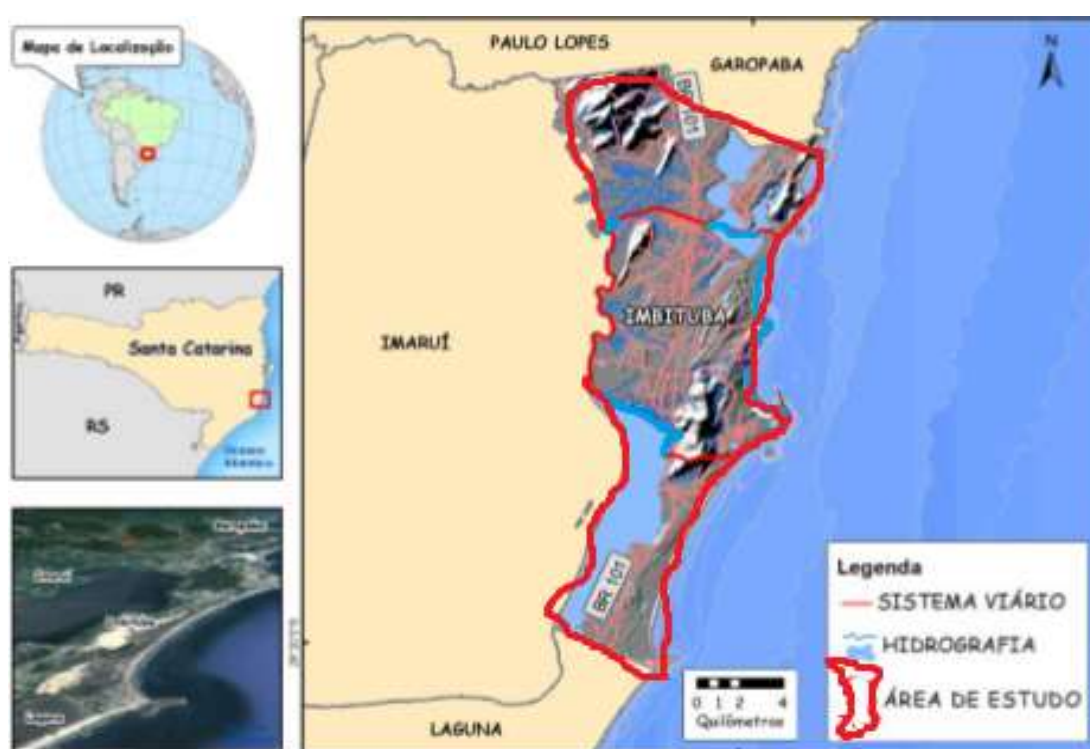 Mapa de Localização
PR
Santa Catarina
RS
PAULO LOPES
GAROPABA
N
BR 101
IMBITUBA
IMARUÍ
BR 101
LAGUNA
0 1 2 4
Quilômetros
Legenda
SISTEMA VIÁRIO
HIDROGRAFIA
ÁREA DE ESTUDO